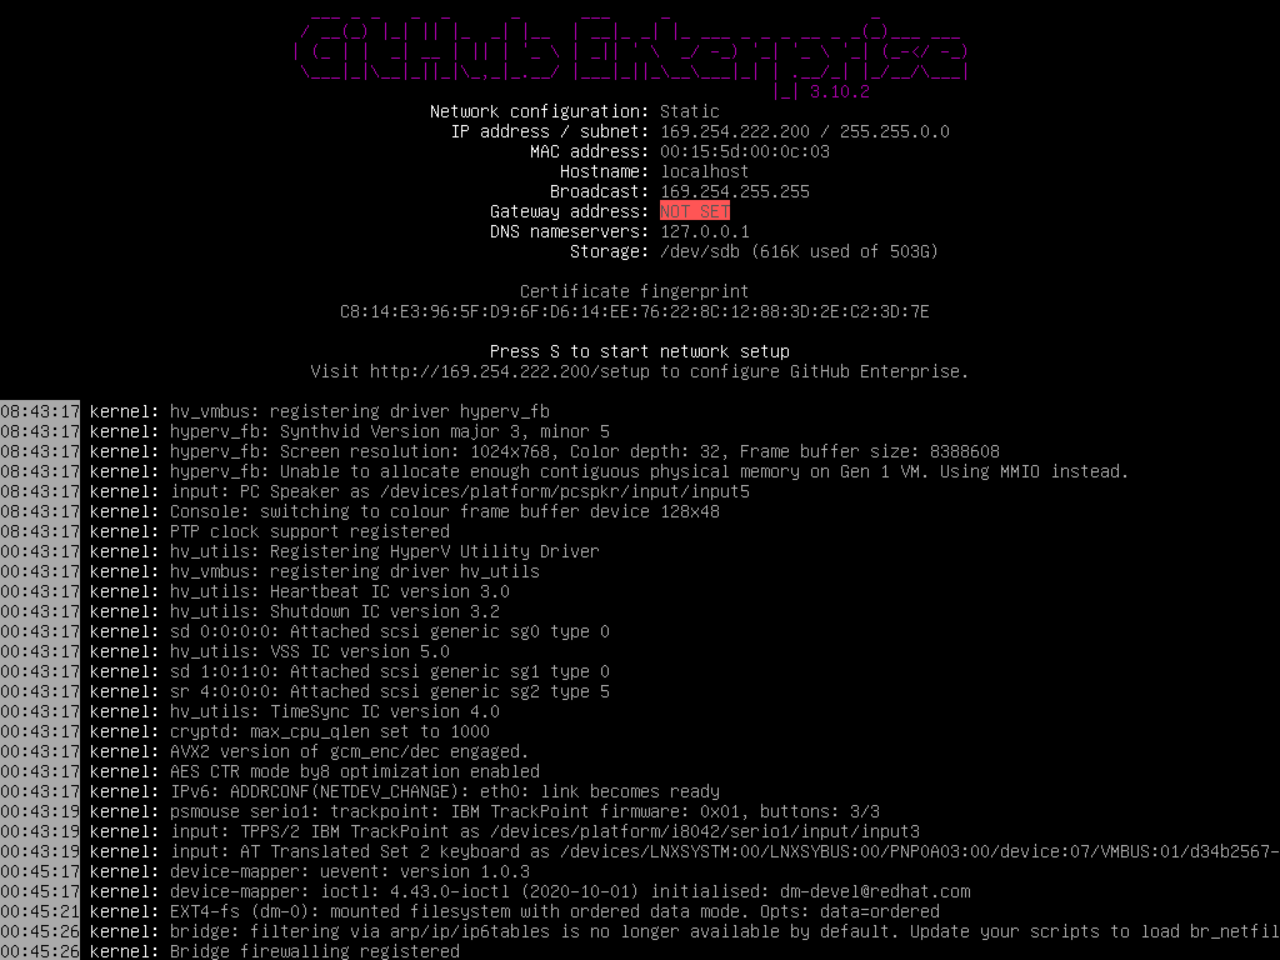 GitHub Enterprise
3.10.2
Network configuration: Static
IP address / subnet: 169.254.222.200 / 255.255.0.0
MAC address: 00:15:5d:00:0c:03
Hostname: localhost
Broadcast: 169.254.255.255
Gateway address: NOT SET
DNS nameservers: 127.0.0.1
Storage: /dev/sdb (616K used of 503G)
Certificate fingerprint
C8:14:E3:96:5F:D9:6F:D6:14:EE:76:22:8C:12:88:3D:2E:C2:3D:7E
Press S to start network setup
Visit http://169.254.222.200/setup to configure GitHub Enterprise.
08:43:17 kernel: hv_vmbus: registering driver hyperv_fb
08:43:17 kernel: hyperv_fb: Synthvid Version major 3, minor 5
08:43:17 kernel: hyperv_fb: Screen resolution: 1024x768, Color depth: 32, Frame buffer size: 8388608
08:43:17 kernel: hyperv_fb: Unable to allocate enough contiguous physical memory on Gen 1 VM. Using MMIO instead.
08:43:17 kernel: input: PC Speaker as /devices/platform/pcspkr/input/input5
08:43:17 kernel: Console: switching to colour frame buffer device 128x48
08:43:17 kernel: PTP clock support registered
00:43:17 kernel: hv_utils: Registering HyperV Utility Driver
00:43:17 kernel: hv_vmbus: registering driver hv_utils
00:43:17 kernel: hv_utils: Heartbeat IC version 3.0
00:43:17 kernel: hv_utils: Shutdown IC version 3.2
00:43:17 kernel: sd 0:0:0:0: Attached scsi generic sg0 type 0
00:43:17 kernel: hv_utils: VSS IC version 5.0
00:43:17 kernel: sd 1:0:1:0: Attached scsi generic sg1 type 0
00:43:17 kernel: sr 4:0:0:0: Attached scsi generic sg2 type 5
00:43:17 kernel: hv_utils: TimeSync IC version 4.0
00:43:17 kernel: cryptd: max_cpu_qlen set to 1000
00:43:17 kernel: AVX2 version of gcm_enc/dec engaged.
00:43:17 kernel: AES CTR mode by8 optimization enabled
00:43:17 kernel: IPv6: ADDRCONF(NETDEV_CHANGE): eth0: link becomes ready
00:43:19 kernel: psmouse serio1: trackpoint: IBM TrackPoint firmware: 0x01, buttons: 3/3
00:43:19 kernel: input: TPPS/2 IBM TrackPoint as /devices/platform/i8042/serio1/input/input3
00:43:19 kernel: input: AT Translated Set 2 keyboard as /devices/LNXSYSTM:00/LNXSYBUS:00/PNP0A03:00/device:07/VMBUS:01/d34b2567-
00:45:17 kernel: device-mapper: uevent: version 1.0.3
00:45:17 kernel: device-mapper: ioctl: 4.43.0-ioctl (2020-10-01) initialised: dm-devel@redhat.com
00:45:21 kernel: EXT4-fs (dm-0): mounted filesystem with ordered data mode. Opts: data=ordered
00:45:26 kernel: bridge: filtering via arp/ip/ip6tables is no longer available by default. Update your scripts to load br_netfil
00:45:26 kernel: Bridge firewalling registered